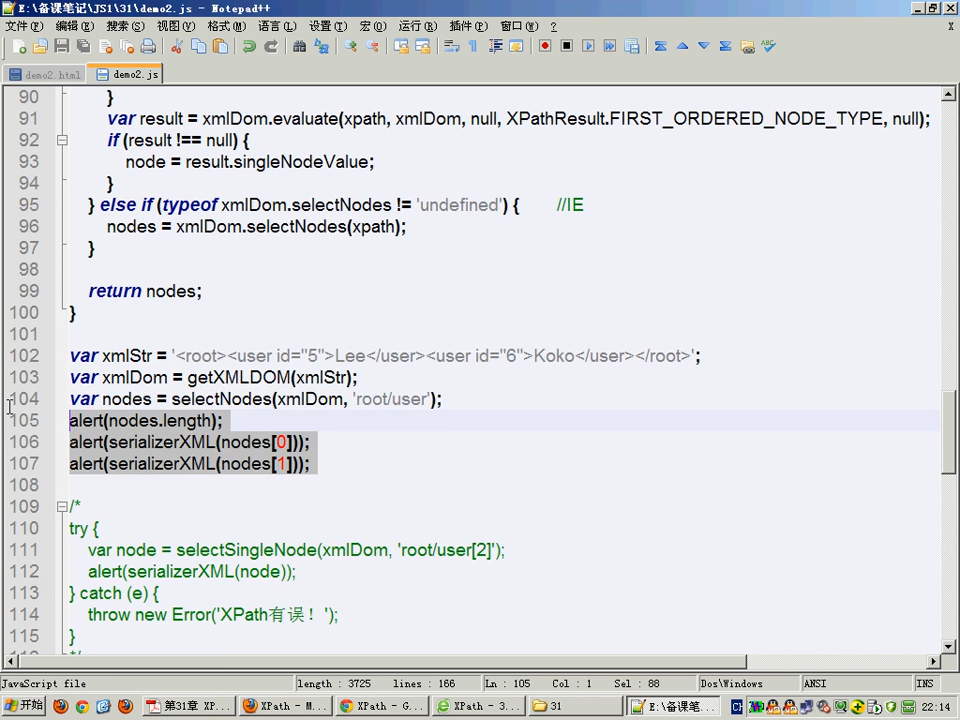 E:\备课笔记\JS1\31\demo2.js - Notepad++
文件(F) 编辑(E) 搜索(S) 视图(V) 格式(M) 语言(L) 设置(T) 宏(O) 运行(R) 插件(P) 窗口(W) ? X
demo2.html demo2.js
90 }
91 var result = xmlDom.evaluate(xpath, xmlDom, null, XPathResult.FIRST_ORDERED_NODE_TYPE, null);
92 if (result !== null) {
93 node = result.singleNodeValue;
94 }
95 } else if (typeof xmlDom.selectNodes != 'undefined') { //IE
96 nodes = xmlDom.selectNodes(xpath);
97 }
98
99 return nodes;
100 }
101
102 var xmlStr = '<root><user id="5">Lee</user><user id="6">Koko</user></root>';
103 var xmlDom = getXMLDOM(xmlStr);
104 var nodes = selectNodes(xmlDom, 'root/user');
105 alert(nodes.length);
106 alert(serializerXML(nodes[0]));
107 alert(serializerXML(nodes[1]));
108
109 /*
110 try {
111 var node = selectSingleNode(xmlDom, 'root/user[2]');
112 alert(serializerXML(node));
113 } catch (e) {
114 throw new Error('XPath有误！');
115 }
JavaScript file length : 3725 lines : 166 Ln : 105 Col : 1 Sel : 88 Dos\Windows ANSI INS
开始 第31章 XP... XPath - M... XPath - G... XPath - 3... 31 E:\备课笔... CH 22:14